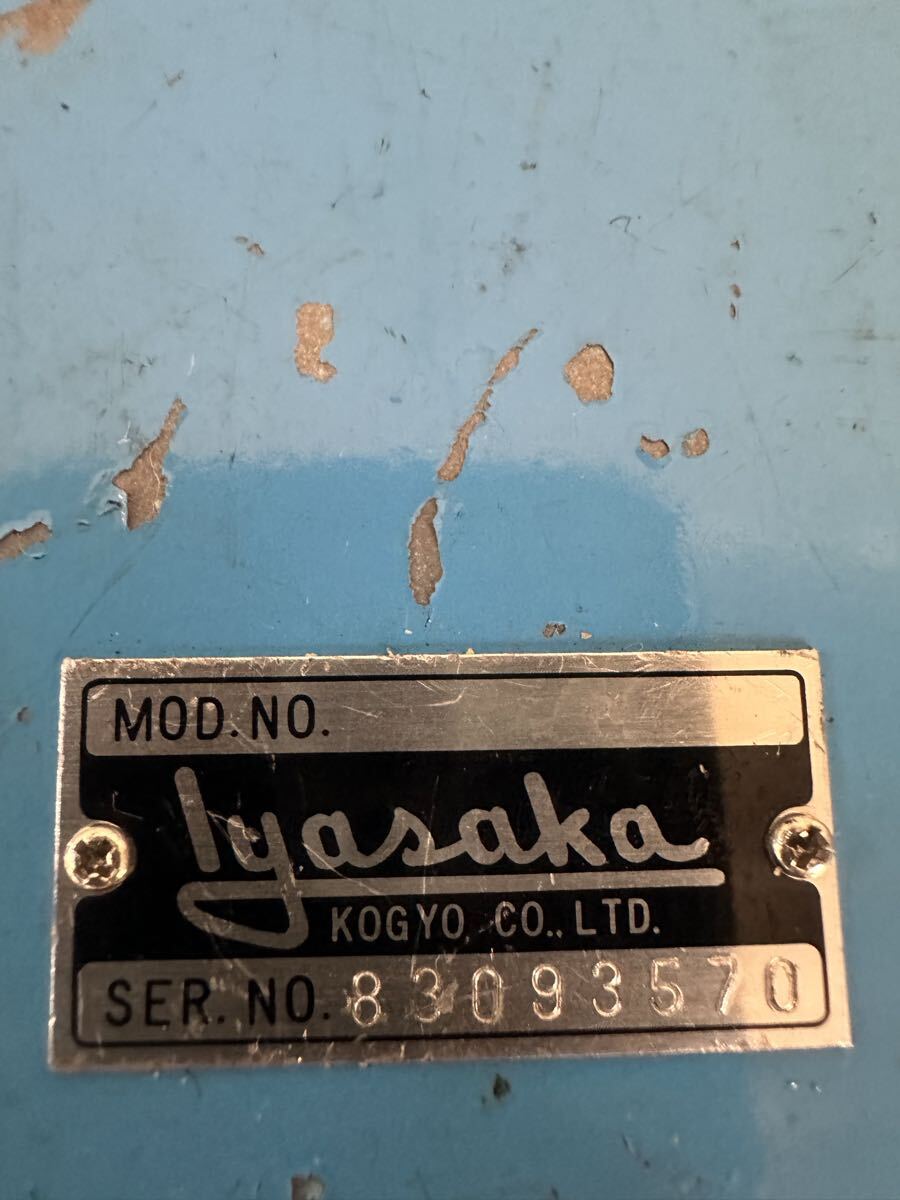 MOD. NO.
Iyasaka
KOGYO CO., LTD.
SER. NO. 83093570